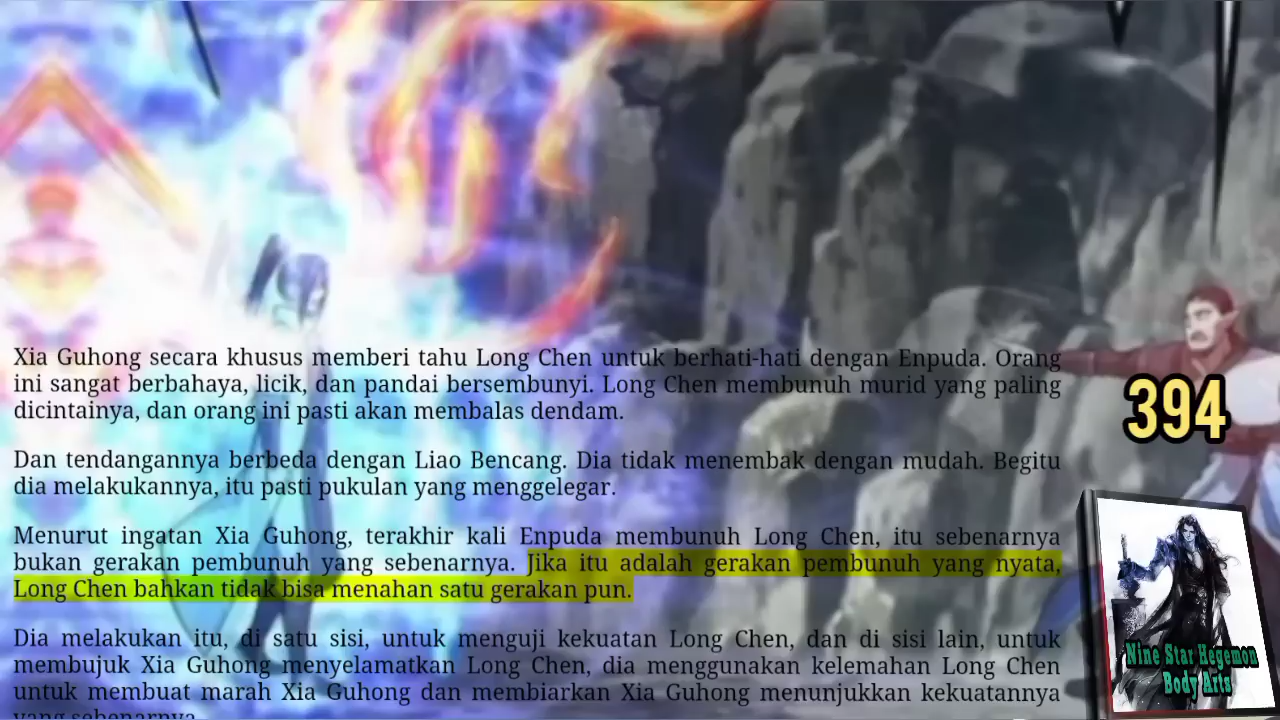 Xia Guhong secara khusus memberi tahu Long Chen untuk berhati-hati dengan Enpuda. Orang
ini sangat berbahaya, licik, dan pandai bersembunyi. Long Chen membunuh murid yang paling
dicintainya, dan orang ini pasti akan membalas dendam.
Dan tendangannya berbeda dengan Liao Bencang. Dia tidak menembak dengan mudah. Begitu
dia melakukannya, itu pasti pukulan yang menggelegar.
Menurut ingatan Xia Guhong, terakhir kali Enpuda membunuh Long Chen, itu sebenarnya
bukan gerakan pembunuh yang sebenarnya. Jika itu adalah gerakan pembunuh yang nyata,
Long Chen bahkan tidak bisa menahan satu gerakan pun.
Dia melakukan itu, di satu sisi, untuk menguji kekuatan Long Chen, dan di sisi lain, untuk
membujuk Xia Guhong menyelamatkan Long Chen, dia menggunakan kelemahan Long Chen
untuk membuat marah Xia Guhong dan membiarkan Xia Guhong menunjukkan kekuatannya
yang sebenarnya.
394
Nine Star Hegemon
Body Arts